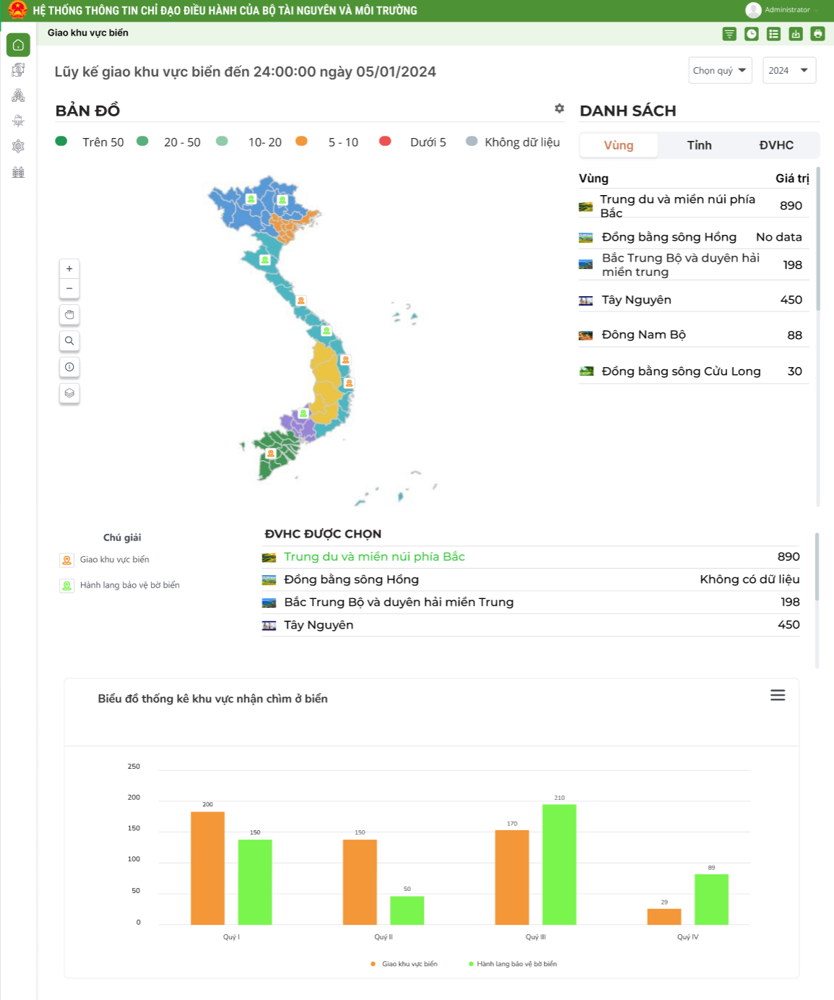 HỆ THỐNG THÔNG TIN CHỈ ĐẠO ĐIỀU HÀNH CỦA BỘ TÀI NGUYÊN VÀ MÔI TRƯỜNG
Administrator
Giao khu vực biển
Lũy kế giao khu vực biển đến 24:00:00 ngày 05/01/2024
Chọn quý
2024
BẢN ĐỒ
Trên 50
20 - 50
10- 20
5 - 10
Dưới 5
Không dữ liệu
DANH SÁCH
Vùng
Tỉnh
ĐVHC
Vùng
Giá trị
Trung du và miền núi phía
Bắc
890
Đồng bằng sông Hồng
No data
Bắc Trung Bộ và duyên hải
miền trung
198
Tây Nguyên
450
Đông Nam Bộ
88
Đồng bằng sông Cửu Long
30
Chú giải
Giao khu vực biển
Hành lang bảo vệ bờ biển
ĐVHC ĐƯỢC CHỌN
Trung du và miền núi phía Bắc
890
Đồng bằng sông Hồng
Không có dữ liệu
Bắc Trung Bộ và duyên hải miền Trung
198
Tây Nguyên
450
Biểu đồ thống kê khu vực nhận chìm ở biển
250
200
150
100
50
0
200
150
150
50
170
210
29
89
Quý I
Quý II
Quý III
Quý IV
Giao khu vực biển
Hành lang bảo vệ bờ biển